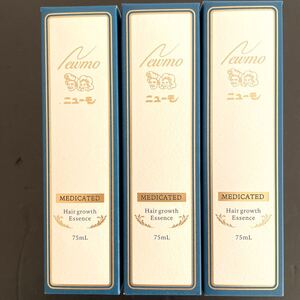 Newmo
ニューモ
MEDICATED
Hair growth
Essence
75mL
Newmo
ニューモ
MEDICATED
Hair growth
Essence
75mL
Newmo
ニューモ
MEDICATED
Hair growth
Essence
75mL